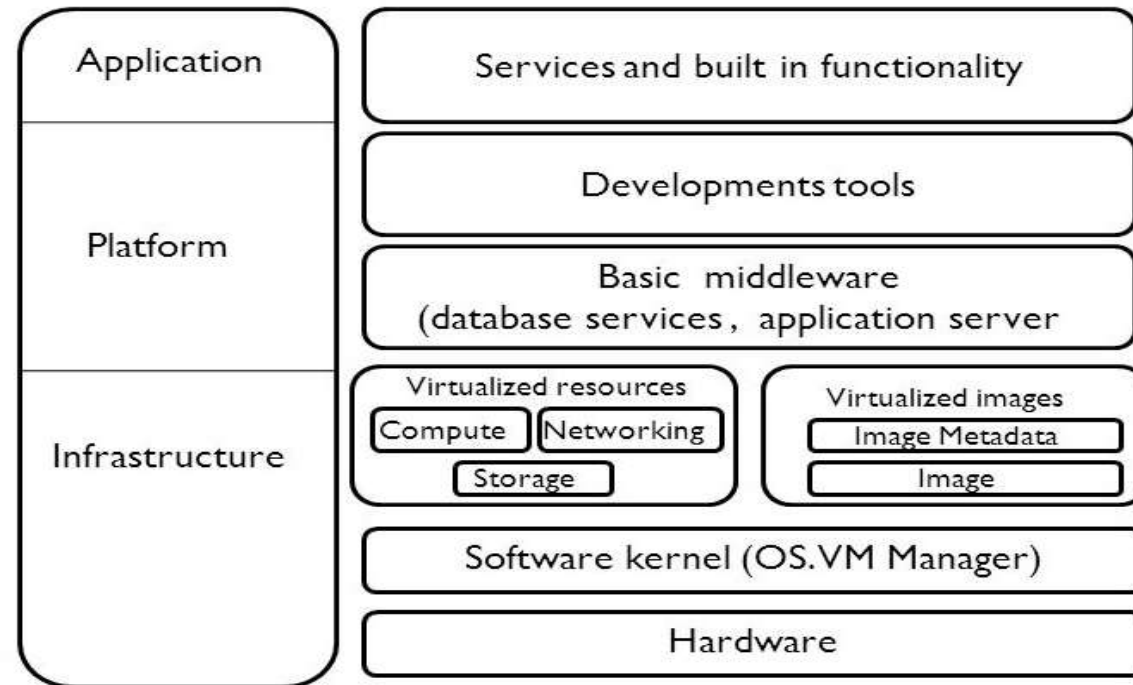 Application
Services and built in functionality
Developments tools
Platform
Basic middleware
(database services, application server
Virtualized resources
Compute
Networking
Storage
Virtualized images
Image Metadata
Image
Infrastructure
Software kernel (OS.VM Manager)
Hardware